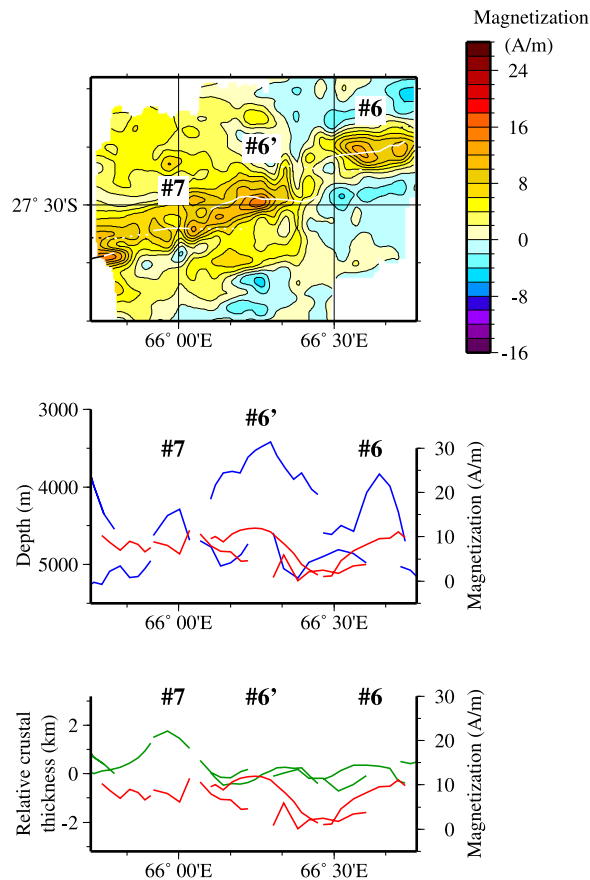 Magnetization
(A/m)
24
16
8
0
-8
-16
#6
#6’
#7
27˚ 30'S
66˚ 00'E
66˚ 30'E
3000
4000
5000
Depth (m)
#7
#6’
#6
30
20
10
0
Magnetization (A/m)
66˚ 00'E
66˚ 30'E
2
0
-2
Relative crustal
thickness (km)
#7
#6’
#6
30
20
10
0
Magnetization (A/m)
66˚ 00'E
66˚ 30'E